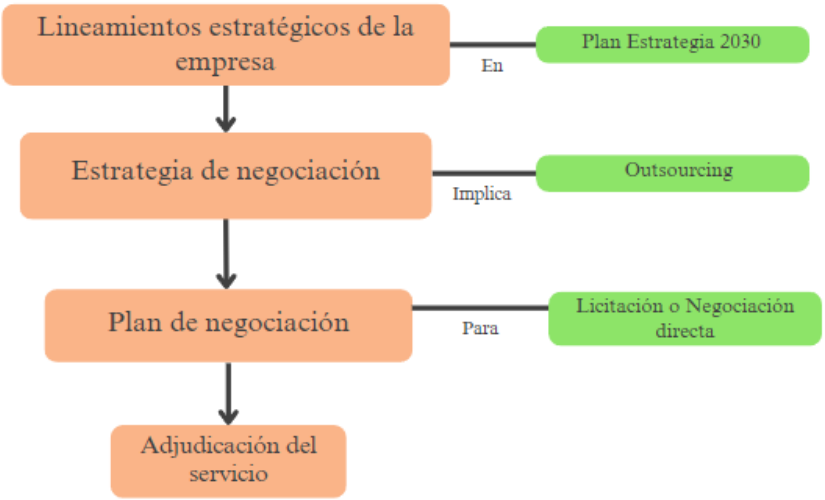 Lineamientos estratégicos de la
empresa
En
Plan Estrategia 2030
Estrategia de negociación
Implica
Outsourcing
Plan de negociación
Para
Licitación o Negociación
directa
Adjudicación del
servicio